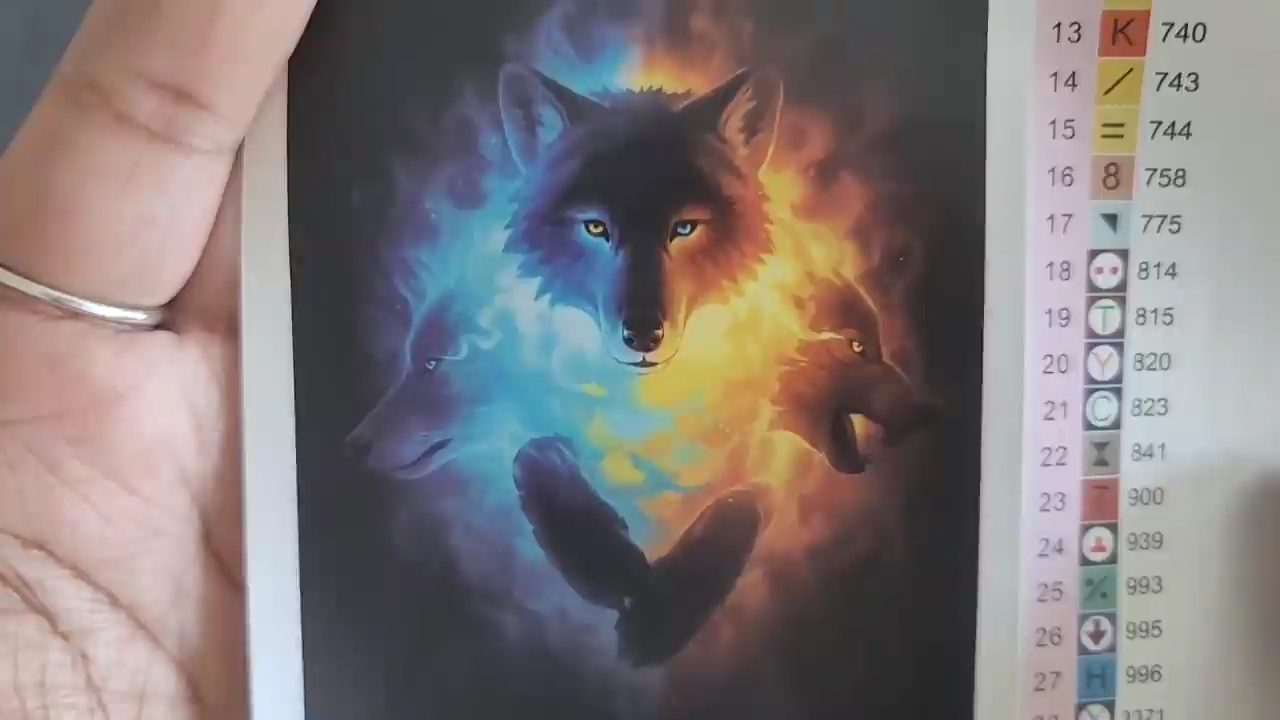 13 K 740
14 / 743
15 = 744
16 8 758
17 775
18 814
19 T 815
20 Y 820
21 C 823
22 841
23 900
24 939
25 % 993
26 995
27 H 996